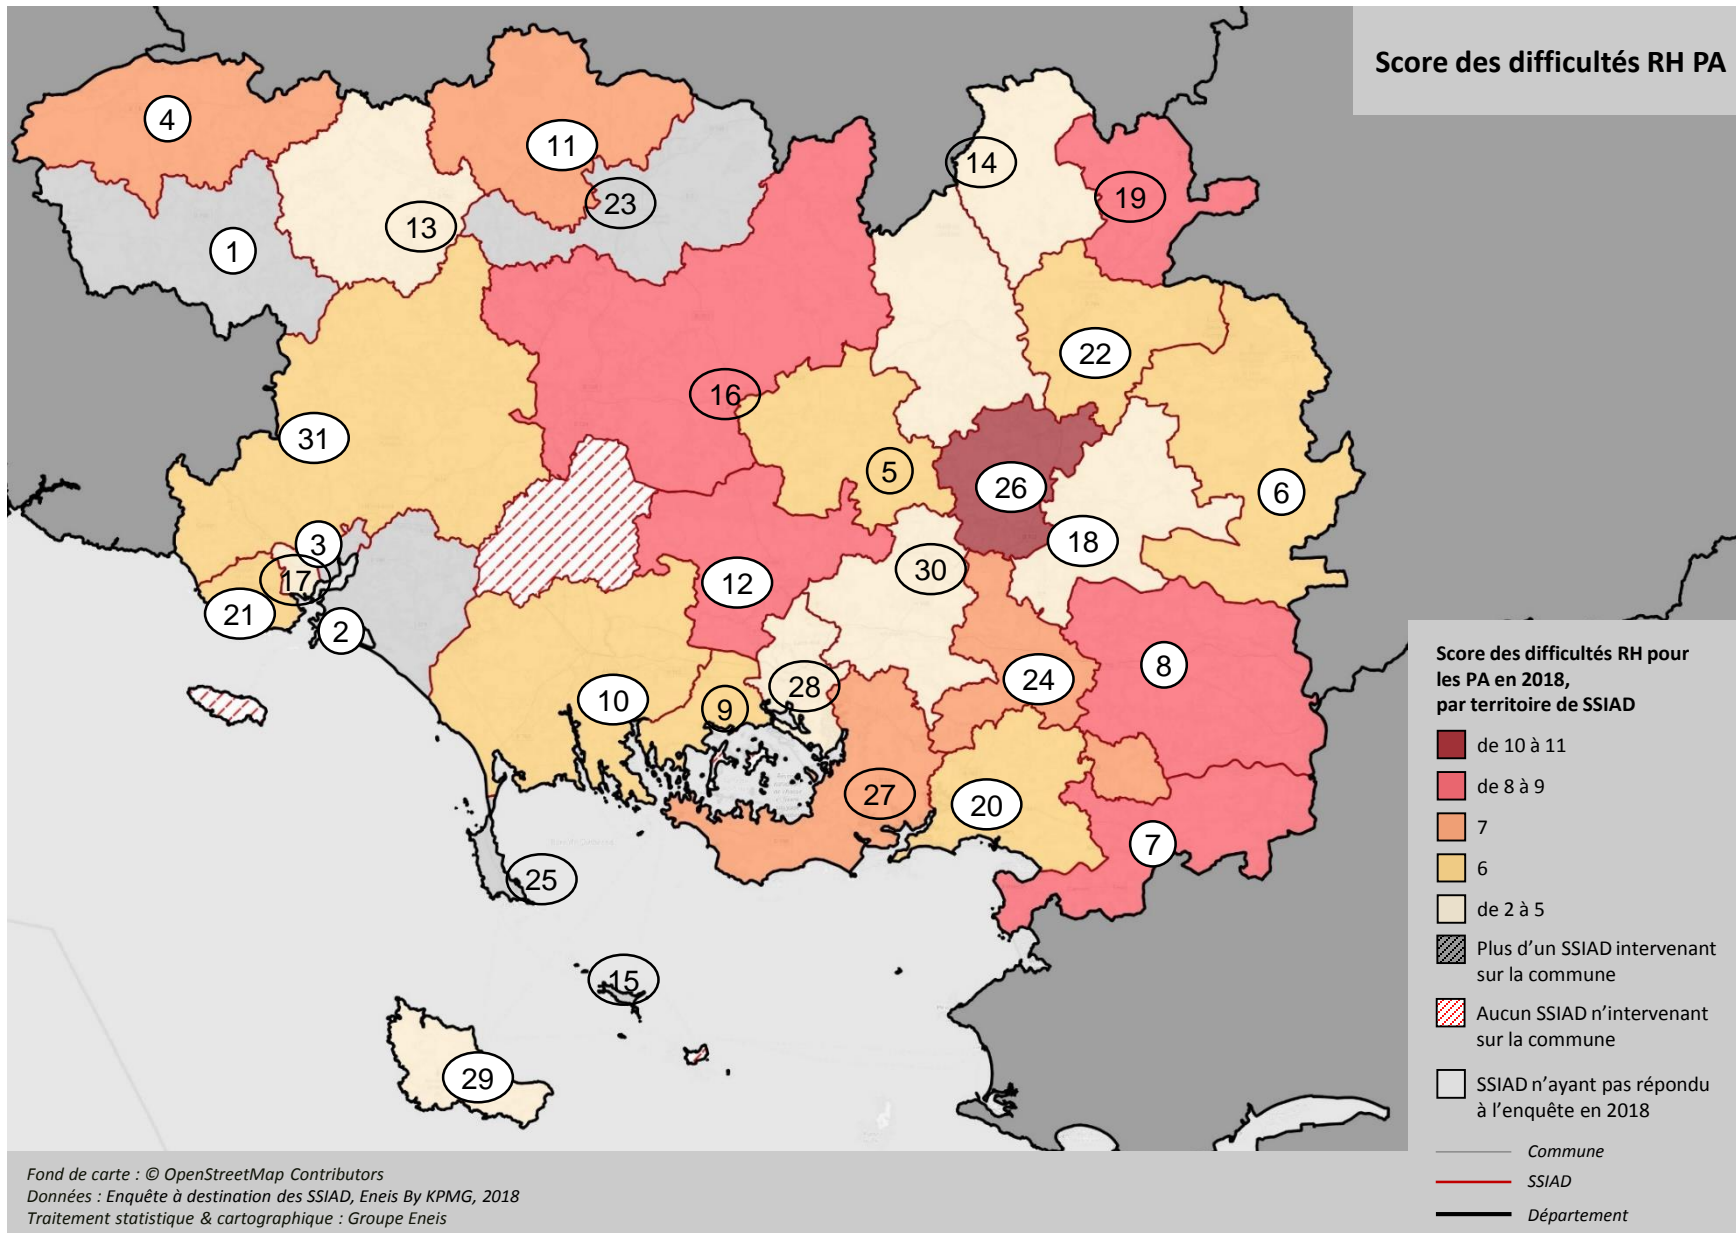 Score des difficultés RH PA
4
11
14
19
23
13
1
22
16
31
5
26
6
3
18
30
17
12
21
2
8
24
28
10
9
27
20
7
25
15
29
Score des difficultés RH pour
les PA en 2018,
par territoire de SSIAD
de 10 à 11
de 8 à 9
7
6
de 2 à 5
Plus d'un SSIAD intervenant
sur la commune
Aucun SSIAD n'intervenant
sur la commune
SSIAD n'ayant pas répondu
à l'enquête en 2018
Commune
SSIAD
Département
Fond de carte : © OpenStreetMap Contributors
Données : Enquête à destination des SSIAD, Eneis By KPMG, 2018
Traitement statistique & cartographique : Groupe Eneis